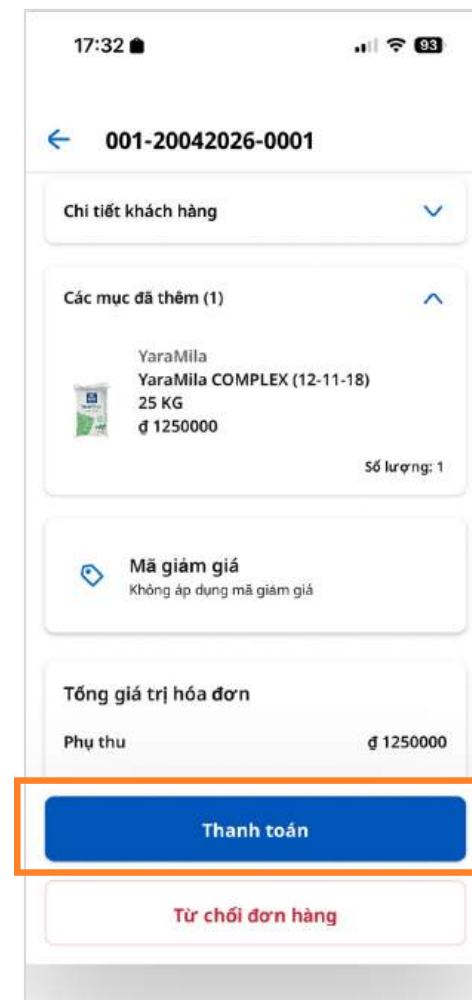 17:32
93
001-20042026-0001
Chi tiết khách hàng
Các mục đã thêm (1)
YaraMila
YaraMila COMPLEX (12-11-18)
25 KG
₫ 1250000
Số lượng: 1
Mã giảm giá
Không áp dụng mã giảm giá
Tổng giá trị hóa đơn
Phụ thu ₫ 1250000
Thanh toán
Từ chối đơn hàng